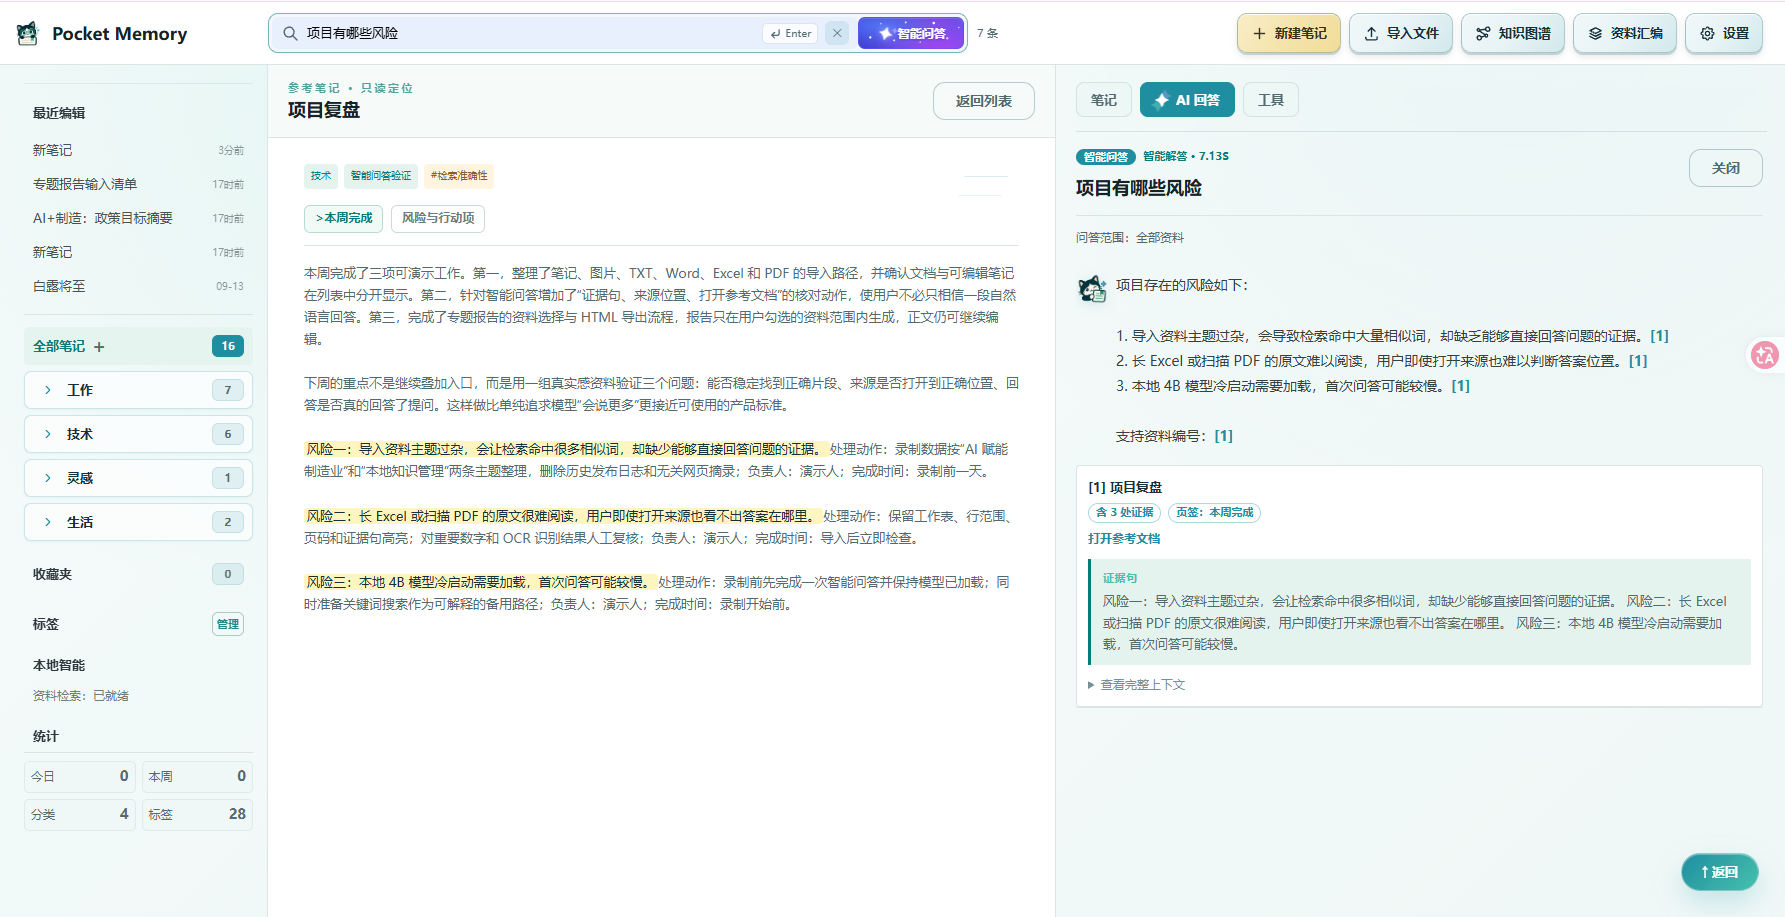 Pocket Memory
项目有哪些风险
Enter
智能问答
7 条
新建笔记
导入文件
知识图谱
资料汇编
设置
最近编辑
新笔记 3分前
专题报告输入清单 17时前
AI+制造：政策目标摘要 17时前
新笔记 17时前
白露将至 09-13
全部笔记 + 16
工作 7
技术 6
灵感 1
生活 2
收藏夹 0
标签 管理
本地智能
资料检索：已就绪
统计
今日 0 本周 0
分类 4 标签 28
参考笔记 • 只读定位
项目复盘
返回列表
技术 智能问答验证 #检索准确性
>本周完成 风险与行动项
本周完成了三项可演示工作。第一，整理了笔记、图片、TXT、Word、Excel 和 PDF 的导入路径，并确认文档与可编辑笔记
在列表中分开显示。第二，针对智能问答增加了“证据句、来源位置、打开参考文档”的核对动作，使用户不必只相信一段自然
语言回答。第三，完成了专题报告的资料选择与 HTML 导出流程，报告只在用户勾选的资料范围内生成，正文仍可继续编
辑。
下周的重点不是继续叠加入口，而是用一组真实感资料验证三个问题：能否稳定找到正确片段、来源是否打开到正确位置、回
答是否真的回答了提问。这样做比单纯追求模型“会说更多”更接近可使用的产品标准。
风险一：导入资料主题过杂，会让检索命中很多相似词，却缺少能够直接回答问题的证据。 处理动作：录制数据按“AI 赋能
制造业”和“本地知识管理”两条主题整理，删除历史发布日志和无关网页摘录；负责人：演示人；完成时间：录制前一天。
风险二：长 Excel 或扫描 PDF 的原文很难阅读，用户即使打开来源也看不出答案在哪里。 处理动作：保留工作表、行范围、
页码和证据句高亮；对重要数字和 OCR 识别结果人工复核；负责人：演示人；完成时间：导入后立即检查。
风险三：本地 4B 模型冷启动需要加载，首次问答可能较慢。 处理动作：录制前先完成一次智能问答并保持模型已加载；同
时准备关键词搜索作为可解释的备用路径；负责人：演示人；完成时间：录制开始前。
笔记
AI 回答
工具
智能问答 智能解答 • 7.13S
项目有哪些风险
关闭
问答范围：全部资料
项目存在的风险如下：
1. 导入资料主题过杂，会导致检索命中大量相似词，却缺乏能够直接回答问题的证据。[1]
2. 长 Excel 或扫描 PDF 的原文难以阅读，用户即使打开来源也难以判断答案位置。[1]
3. 本地 4B 模型冷启动需要加载，首次问答可能较慢。[1]
支持资料编号：[1]
[1] 项目复盘
含 3 处证据 页签：本周完成
打开参考文档
证据句
风险一：导入资料主题过杂，会让检索命中很多相似词，却缺少能够直接回答问题的证据。 风险二：长 Excel
或扫描 PDF 的原文很难阅读，用户即使打开来源也看不出答案在哪里。 风险三：本地 4B 模型冷启动需要加
载，首次问答可能较慢。
查看完整上下文
↑返回